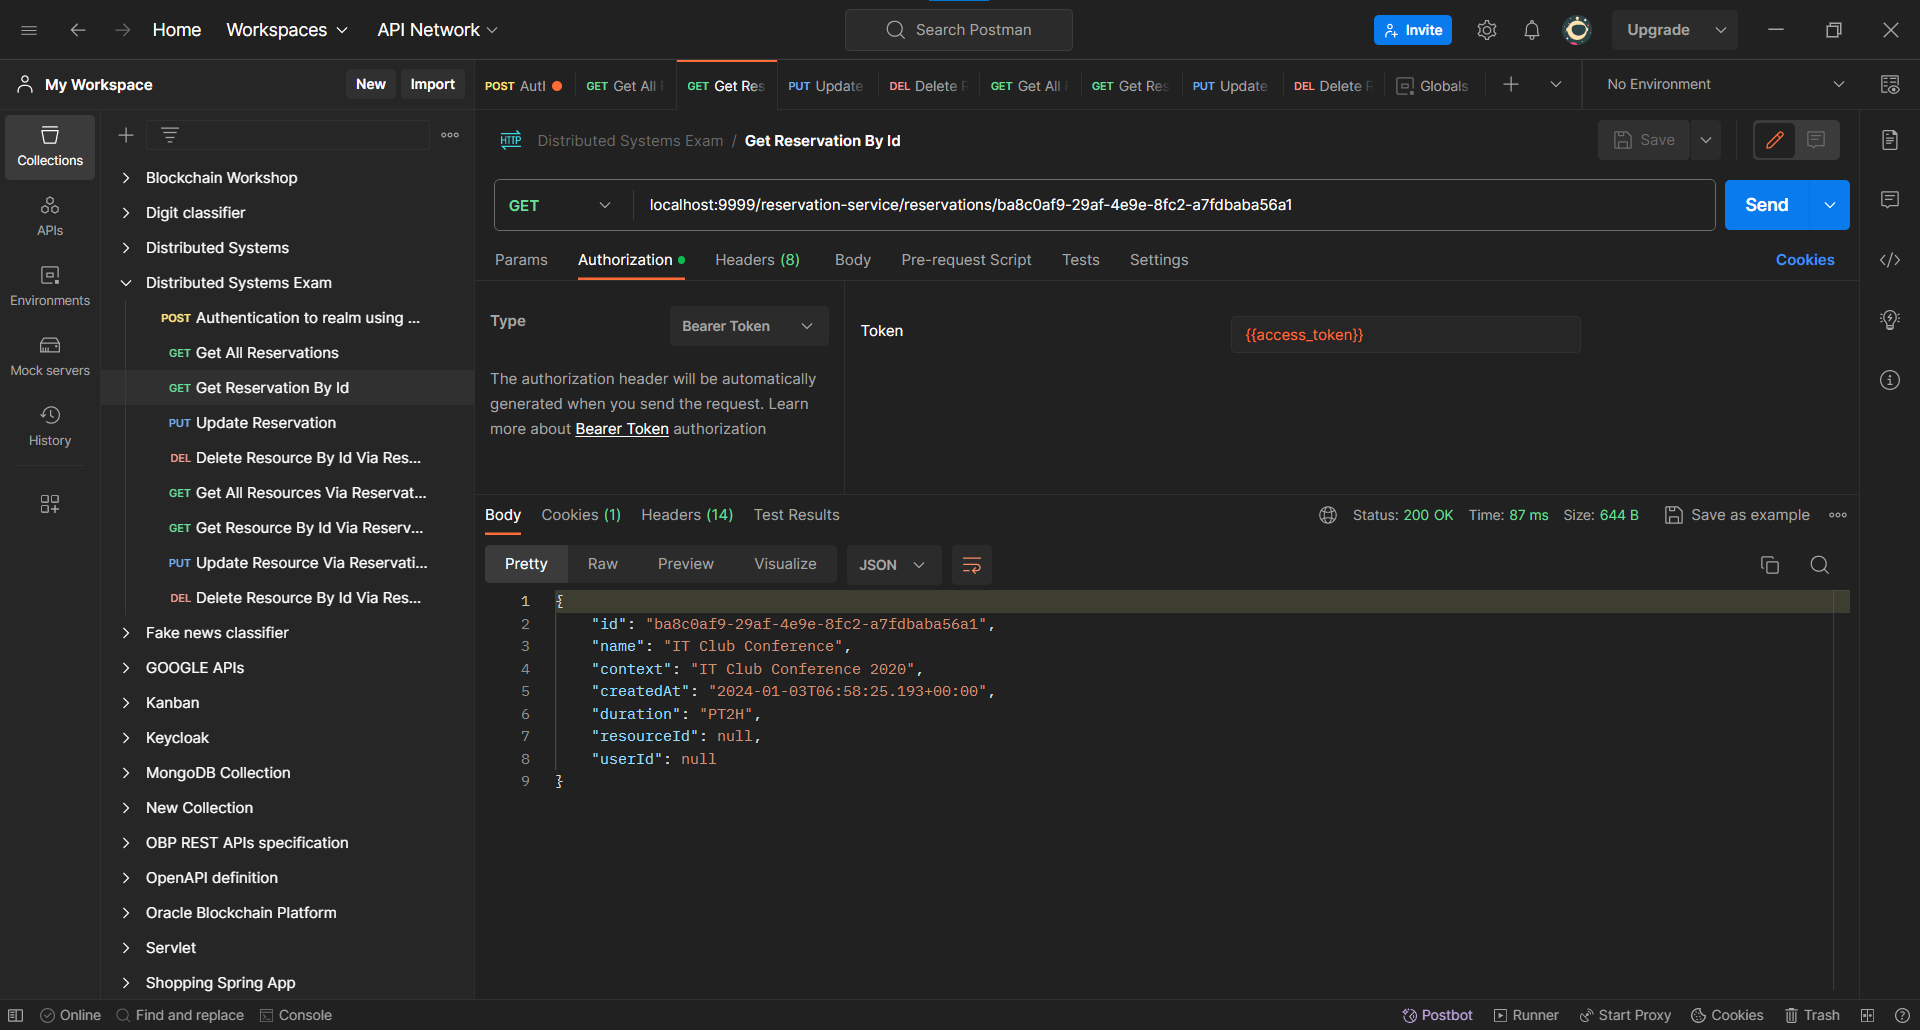 Home Workspaces API Network Search Postman Invite Upgrade
My Workspace New Import POST Autl GET Get All GET Get Res PUT Update DEL Delete GET Get All GET Get Res PUT Update DEL Delete Globals No Environment
Collections
APIs
Environments
Mock servers
History
Blockchain Workshop
Digit classifier
Distributed Systems
Distributed Systems Exam
POST Authentication to realm using ...
GET Get All Reservations
GET Get Reservation By Id
PUT Update Reservation
DEL Delete Resource By Id Via Res...
GET Get All Resources Via Reservat...
GET Get Resource By Id Via Reserv...
PUT Update Resource Via Reservati...
DEL Delete Resource By Id Via Res...
Fake news classifier
GOOGLE APIs
Kanban
Keycloak
MongoDB Collection
New Collection
OBP REST APIs specification
OpenAPI definition
Oracle Blockchain Platform
Servlet
Shopping Spring App
HTTP Distributed Systems Exam / Get Reservation By Id Save
GET localhost:9999/reservation-service/reservations/ba8c0af9-29af-4e9e-8fc2-a7fdbaba56a1 Send
Params Authorization Headers (8) Body Pre-request Script Tests Settings Cookies
Type Bearer Token
The authorization header will be automatically
generated when you send the request. Learn
more about Bearer Token authorization
Token {{access_token}}
Body Cookies (1) Headers (14) Test Results Status: 200 OK Time: 87 ms Size: 644 B Save as example
Pretty Raw Preview Visualize JSON
1 {
2 "id": "ba8c0af9-29af-4e9e-8fc2-a7fdbaba56a1",
3 "name": "IT Club Conference",
4 "context": "IT Club Conference 2020",
5 "createdAt": "2024-01-03T06:58:25.193+00:00",
6 "duration": "PT2H",
7 "resourceId": null,
8 "userId": null
9 }
Online Find and replace Console Postbot Runner Start Proxy Cookies Trash